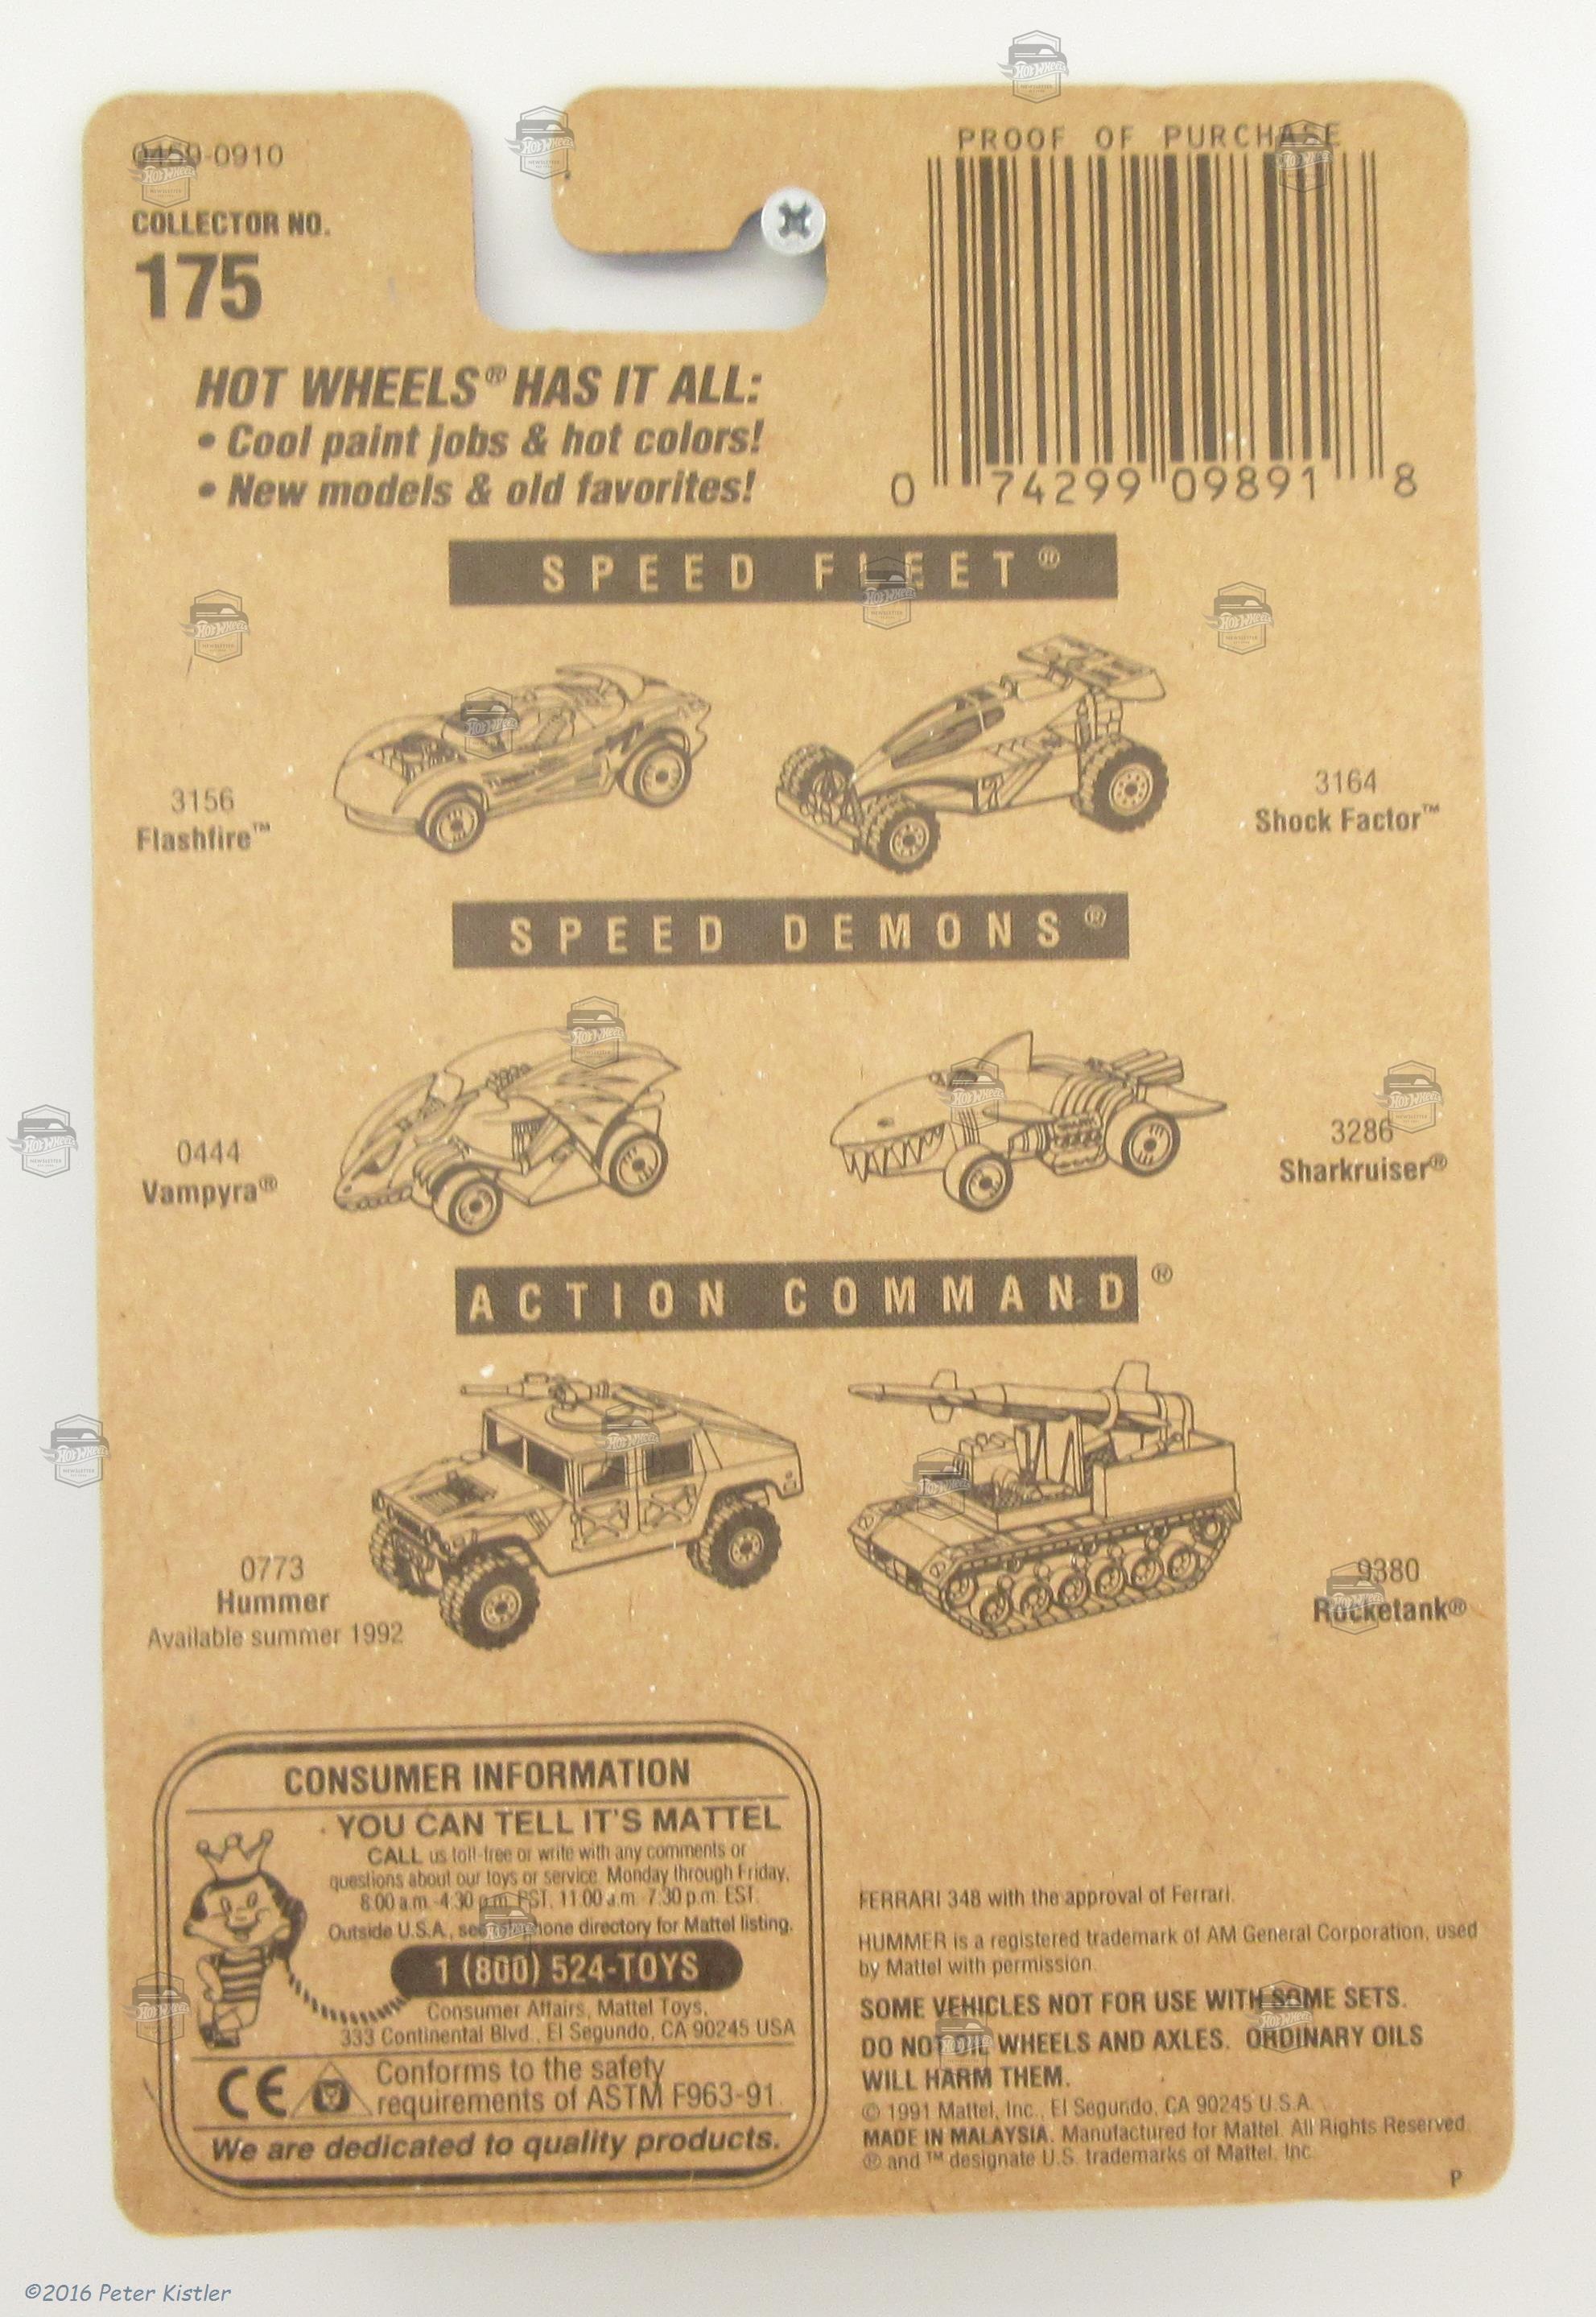 0459-0910
COLLECTOR NO.
175
PROOF OF PURCHASE
0 74299 09891 8
HOT WHEELS® HAS IT ALL:
• Cool paint jobs & hot colors!
• New models & old favorites!
SPEED FLEET®
3156
Flashfire™
3164
Shock Factor™
SPEED DEMONS®
0444
Vampyra®
3286
Sharkruiser®
ACTION COMMAND®
0773
Hummer
Available summer 1992
9380
Rocketank®
CONSUMER INFORMATION
YOU CAN TELL IT'S MATTEL
CALL us toll-free or write with any comments or
questions about our toys or service. Monday through Friday,
8:00 a.m.-4:30 p.m. PST, 11:00 a.m.-7:30 p.m. EST.
Outside U.S.A., see telephone directory for Mattel listing.
1 (800) 524-TOYS
Consumer Affairs, Mattel Toys,
333 Continental Blvd., El Segundo, CA 90245 USA
CE
Conforms to the safety
requirements of ASTM F963-91.
We are dedicated to quality products.
FERRARI 348 with the approval of Ferrari.
HUMMER is a registered trademark of AM General Corporation, used
by Mattel with permission.
SOME VEHICLES NOT FOR USE WITH SOME SETS.
DO NOT OIL WHEELS AND AXLES. ORDINARY OILS
WILL HARM THEM.
© 1991 Mattel, Inc., El Segundo, CA 90245 U.S.A.
MADE IN MALAYSIA. Manufactured for Mattel. All Rights Reserved.
® and ™ designate U.S. trademarks of Mattel, Inc.
P
©2016 Peter Kistler